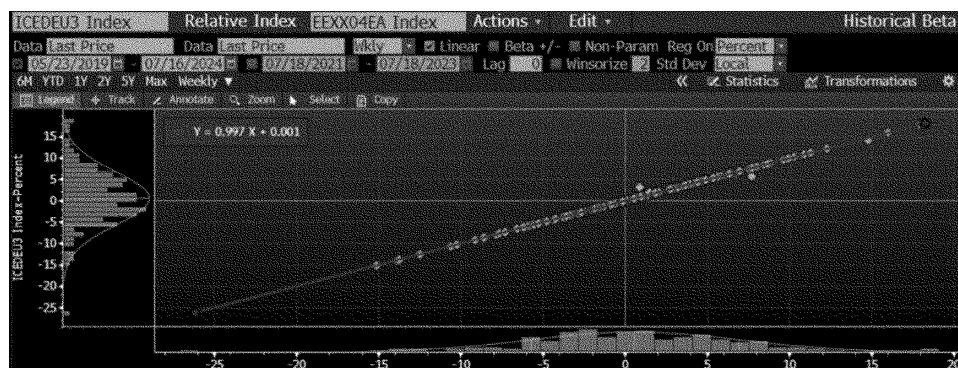 ICEDEU3 Index Relative Index EEXX04EA Index Actions Edit Historical Beta
Data Last Price Data Last Price Wkly Linear Beta +/- Non-Param Reg On Percent
05/23/2019 - 07/16/2024 07/18/2021 - 07/18/2023 Lag 0 Winsorize 2 Std Dev Local
6M YTD 1Y 2Y 5Y Max Weekly ▼ « Statistics Transformations
Legend Track Annotate Zoom Select Copy
Y = 0.997 X + 0.001
15
10
5
0
-5
-10
-15
-20
-25
ICEDEU3 Index-Percent
-25 -20 -15 -10 -5 0 5 10 15 20